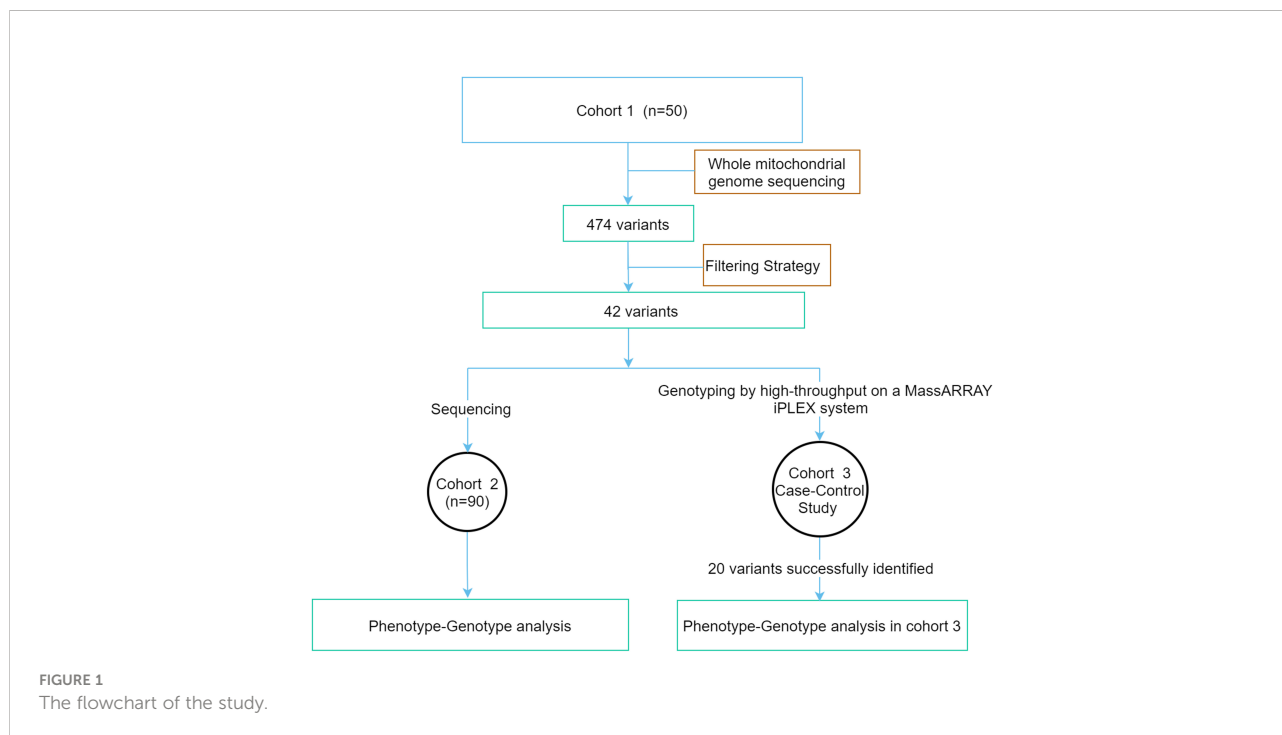 Cohort 1 (n=50)
Whole mitochondrial
genome sequencing
474 variants
Filtering Strategy
42 variants
Sequencing
Genotyping by high-throughput on a MassARRAY
iPLEX system
Cohort 2
(n=90)
Cohort 3
Case-Control
Study
20 variants successfully identified
Phenotype-Genotype analysis
Phenotype-Genotype analysis in cohort 3
FIGURE 1
The flowchart of the study.